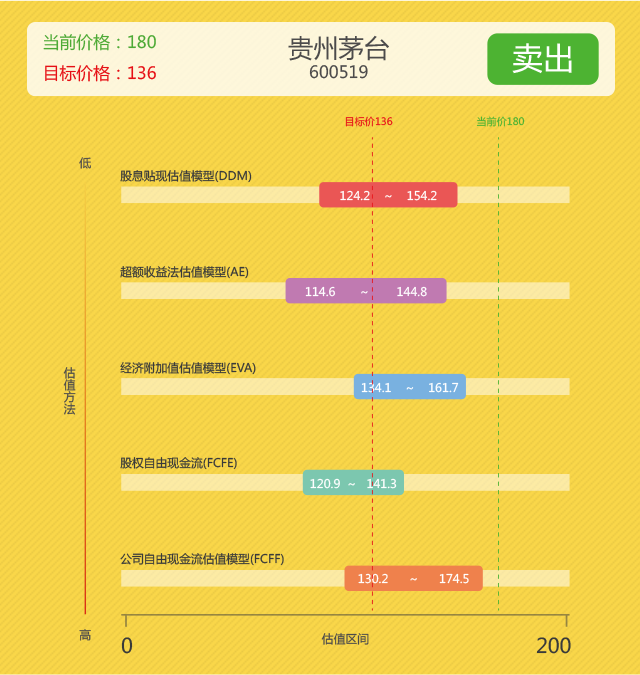 当前价格：180
目标价格：136
贵州茅台
600519
卖出
目标价136
当前价180
低
股息贴现估值模型(DDM)
124.2 ~ 154.2
超额收益法估值模型(AE)
114.6 ~ 144.8
经济附加值估值模型(EVA)
134.1 ~ 161.7
估值方法
股权自由现金流(FCFE)
120.9 ~ 141.3
公司自由现金流估值模型(FCFF)
130.2 ~ 174.5
高
0
估值区间
200